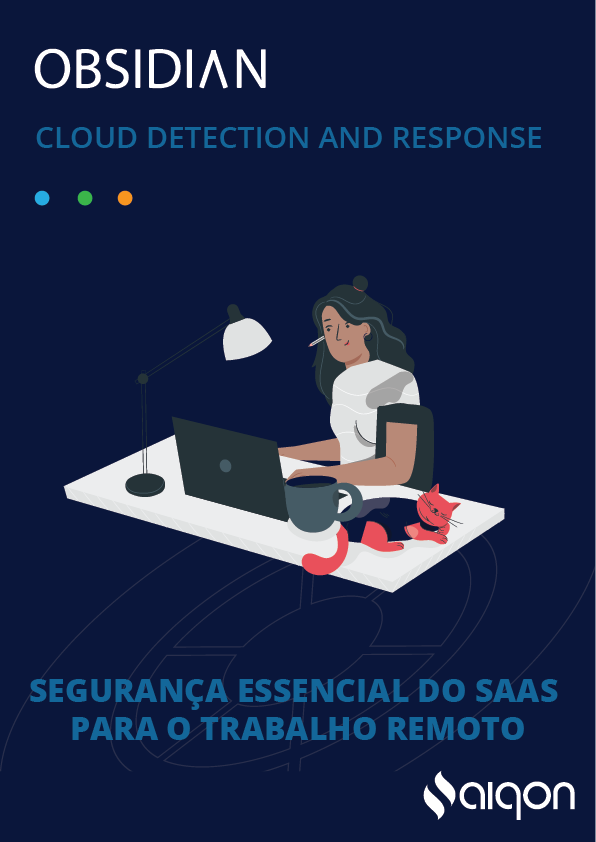 OBSIDIAN
CLOUD DETECTION AND RESPONSE
SEGURANÇA ESSENCIAL DO SAAS
PARA O TRABALHO REMOTO
aiqon